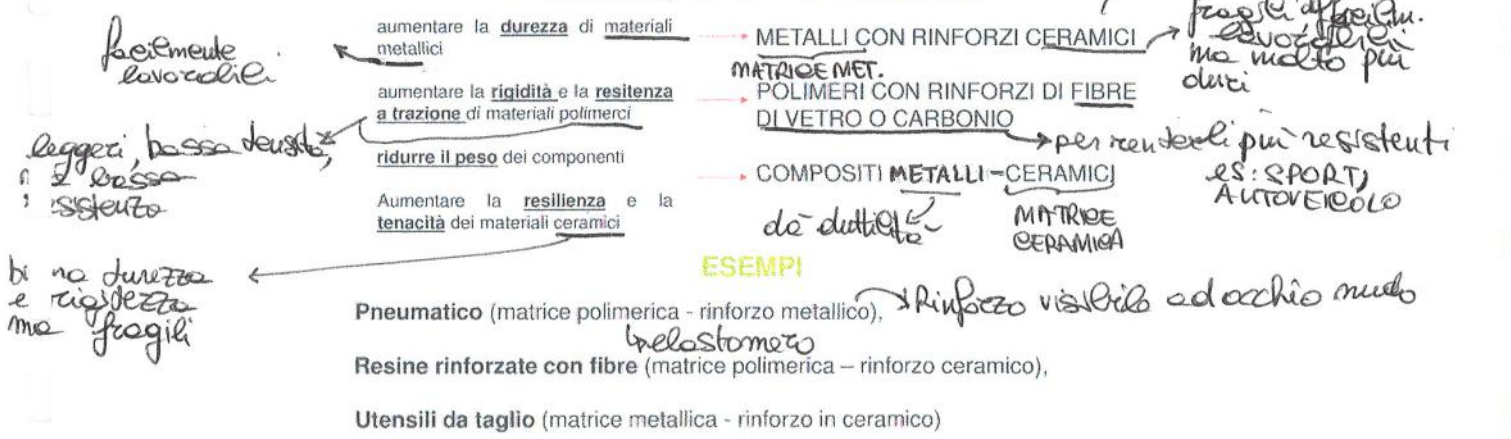 fragili, difficilm.
lavorabili
ma molto più
duri
facilmente
lavorabili
aumentare la durezza di materiali
metallici
METALLI CON RINFORZI CERAMICI
MATRICE MET.
aumentare la rigidità e la resitenza
a trazione di materiali polimerci
POLIMERI CON RINFORZI DI FIBRE
DI VETRO O CARBONIO
per renderli più resistenti
es: SPORT,
AUTOVEICOLO
leggeri, bassa densità,
bassa
ridurre il peso dei componenti
COMPOSITI METALLI-CERAMICI
dà duttilità
MATRICE
CERAMICA
Aumentare la resilienza e la
tenacità dei materiali ceramici
durezza
e rigidezza
ma fragili
ESEMPI
Pneumatico (matrice polimerica - rinforzo metallico),
Rinforzo visibile ad occhio nudo
elastomero
Resine rinforzate con fibre (matrice polimerica – rinforzo ceramico),
Utensili da taglio (matrice metallica - rinforzo in ceramico)